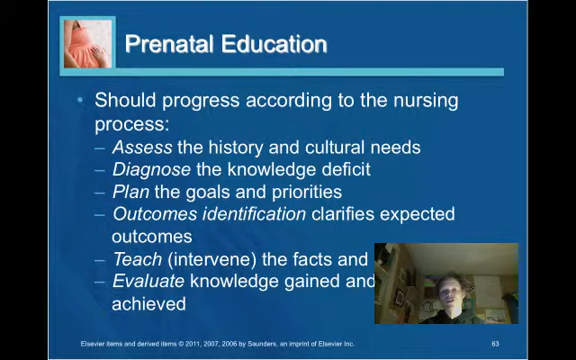 Prenatal Education
• Should progress according to the nursing
process:
– Assess the history and cultural needs
– Diagnose the knowledge deficit
– Plan the goals and priorities
– Outcomes identification clarifies expected
outcomes
– Teach (intervene) the facts and
– Evaluate knowledge gained and
achieved
Elsevier items and derived items © 2011, 2007, 2006 by Saunders, an imprint of Elsevier Inc.
63